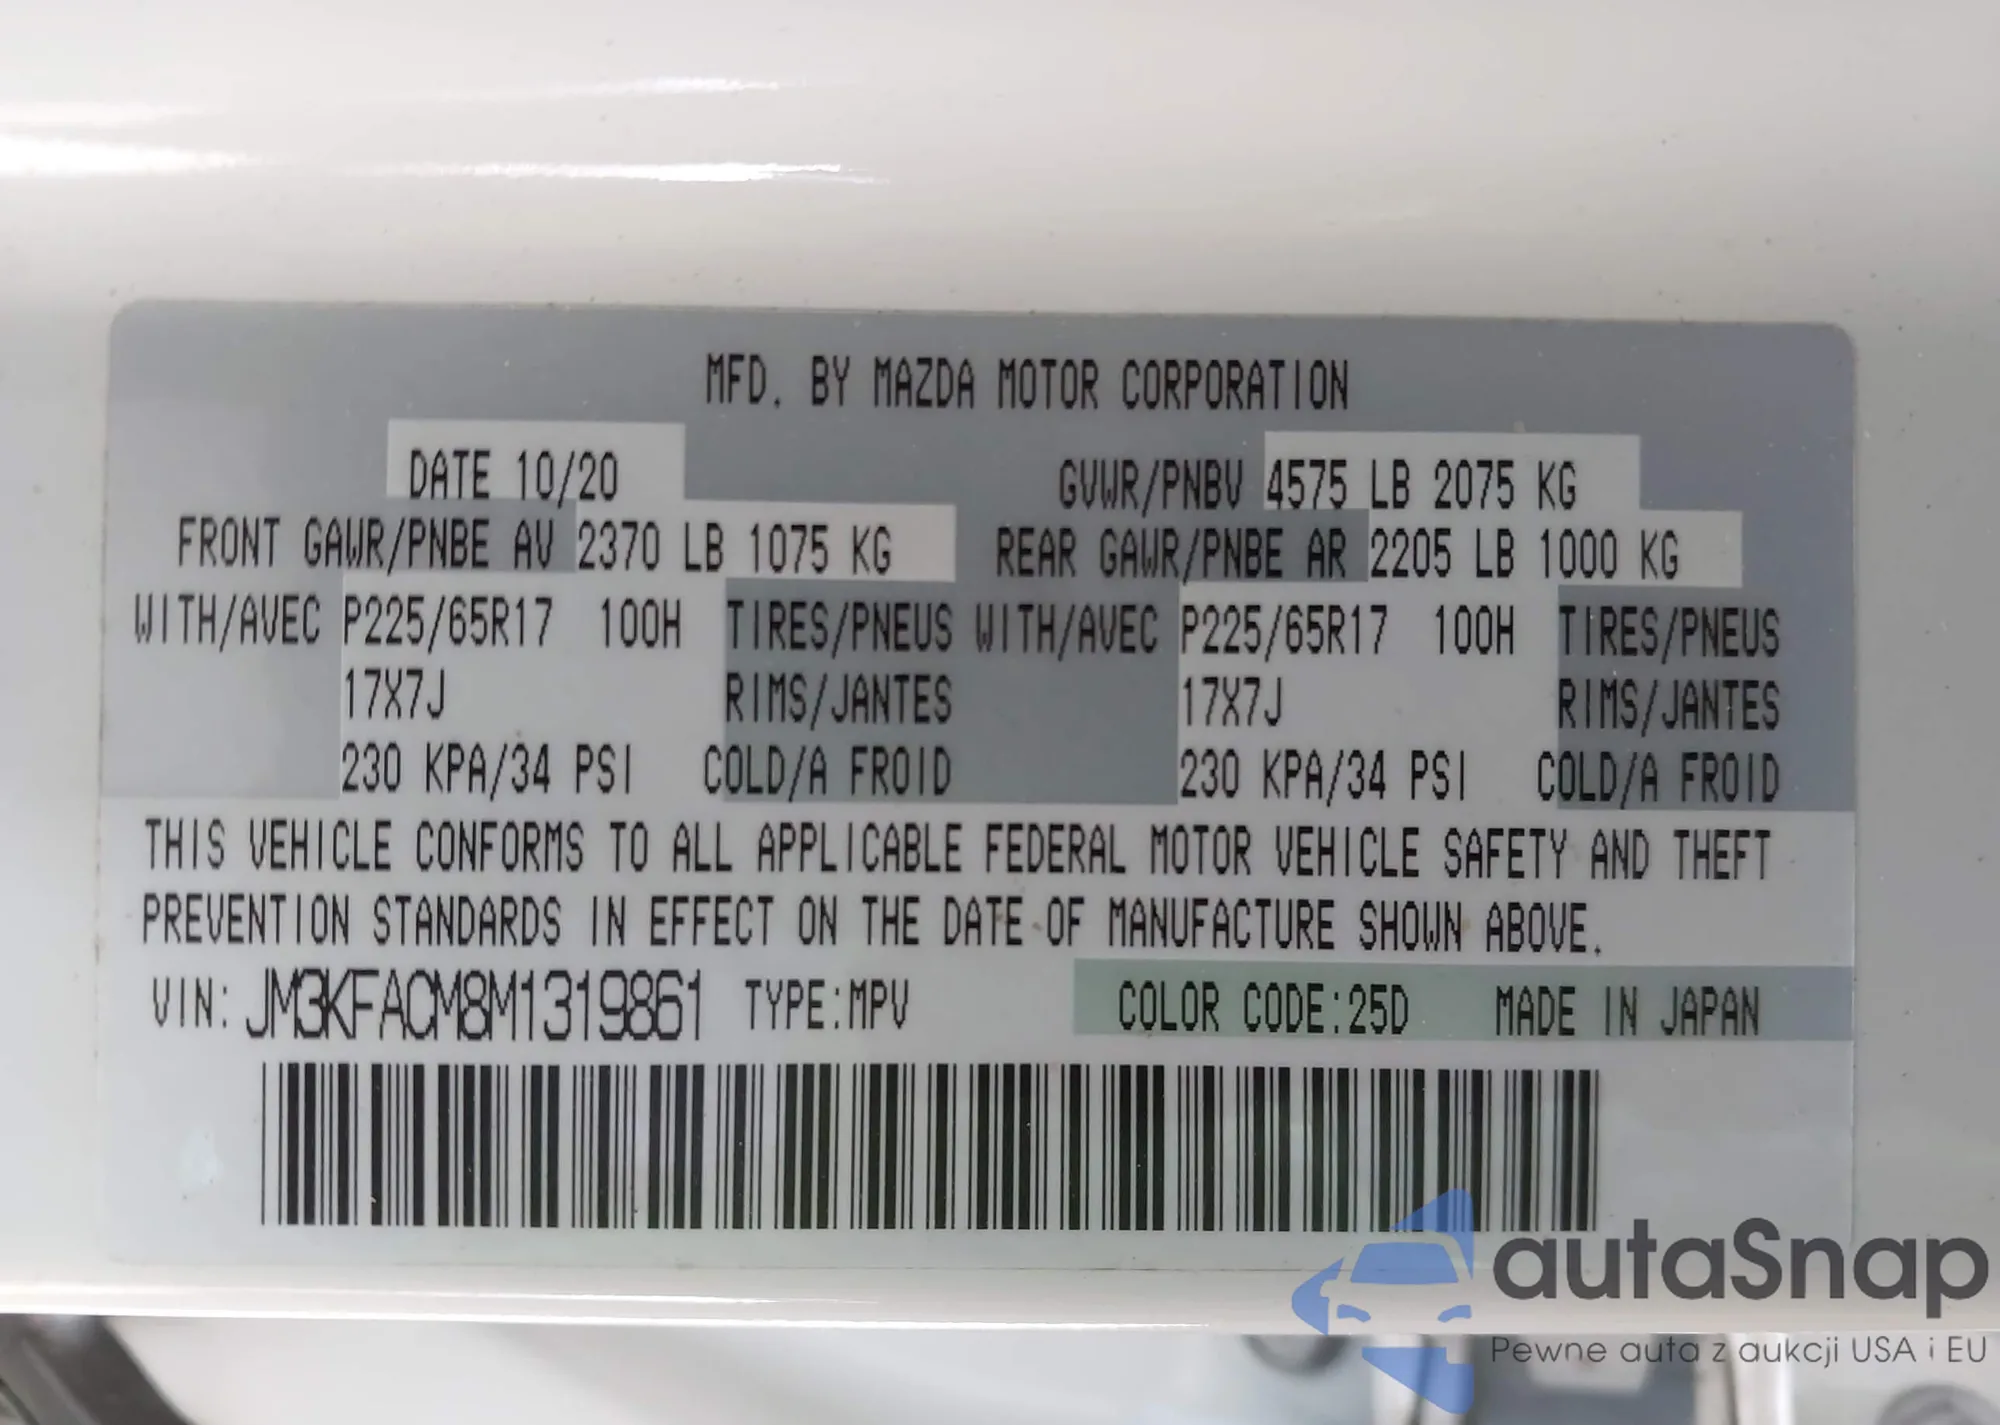 MFD. BY MAZDA MOTOR CORPORATION
DATE 10/20 GVWR/PNBV 4575 LB 2075 KG
FRONT GAWR/PNBE AV 2370 LB 1075 KG REAR GAWR/PNBE AR 2205 LB 1000 KG
WITH/AVEC P225/65R17 100H TIRES/PNEUS WITH/AVEC P225/65R17 100H TIRES/PNEUS
17X7J RIMS/JANTES 17X7J RIMS/JANTES
230 KPA/34 PSI COLD/A FROID 230 KPA/34 PSI COLD/A FROID
THIS VEHICLE CONFORMS TO ALL APPLICABLE FEDERAL MOTOR VEHICLE SAFETY AND THEFT
PREVENTION STANDARDS IN EFFECT ON THE DATE OF MANUFACTURE SHOWN ABOVE.
VIN: JM3KFACM8M1319861 TYPE:MPV COLOR CODE:25D MADE IN JAPAN
autaSnap
Pewne auta z aukcji USA i EU